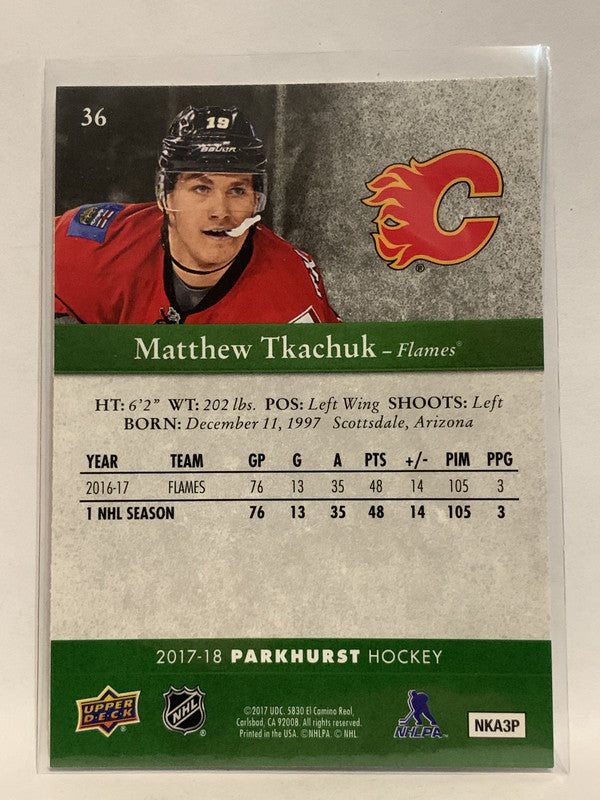 36
19
BAUER
C
Matthew Tkachuk – Flames®
HT: 6'2" WT: 202 lbs. POS: Left Wing SHOOTS: Left
BORN: December 11, 1997 Scottsdale, Arizona
YEAR TEAM GP G A PTS +/- PIM PPG
2016-17 FLAMES 76 13 35 48 14 105 3
1 NHL SEASON 76 13 35 48 14 105 3
2017-18 PARKHURST HOCKEY
UPPER DECK
NHL
©2017 UDC. 5830 El Camino Real,
Carlsbad, CA 92008. All rights reserved.
Printed in the USA. ©NHLPA. © NHL.
NHLPA
NKA3P